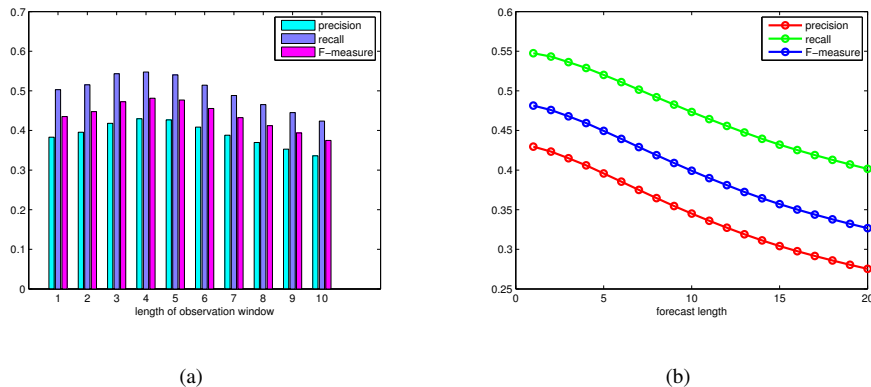 0.7
0.6
0.5
0.4
0.3
0.2
0.1
0
1 2 3 4 5 6 7 8 9 10
length of observation window
precision
recall
F−measure
(a)
0.6
0.55
0.5
0.45
0.4
0.35
0.3
0.25
0 5 10 15 20
forecast length
precision
recall
F−measure
(b)